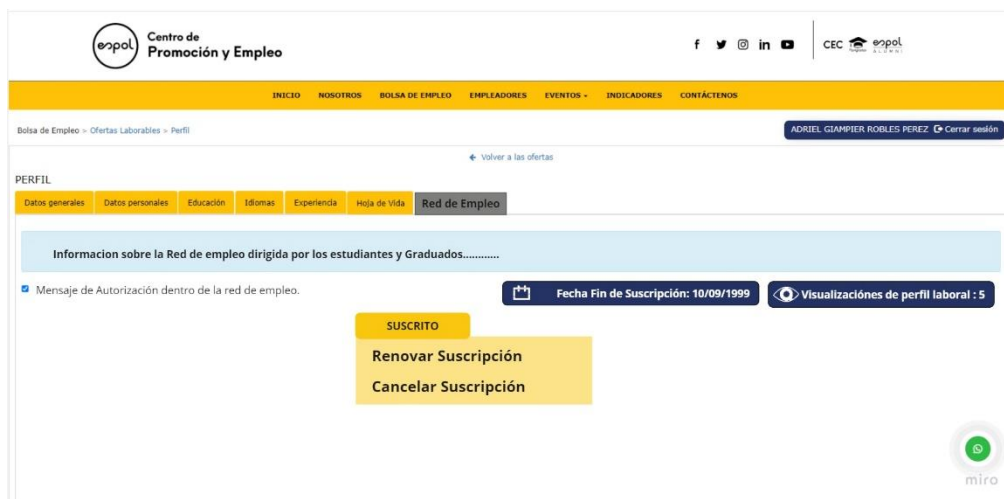 espol
Centro de
Promoción y Empleo
CEC
espol
ALUMNI
INICIO NOSOTROS BOLSA DE EMPLEO EMPLEADORES EVENTOS INDICADORES CONTÁCTENOS
Bolsa de Empleo > Ofertas Laborables > Perfil
ADRIEL GIAMPIER ROBLES PEREZ Cerrar sesión
Volver a las ofertas
PERFIL
Datos generales Datos personales Educación Idiomas Experiencia Hoja de Vida Red de Empleo
Informacion sobre la Red de empleo dirigida por los estudiantes y Graduados............
Mensaje de Autorización dentro de la red de empleo.
Fecha Fin de Suscripción: 10/09/1999
Visualizaciónes de perfil laboral : 5
SUSCRITO
Renovar Suscripción
Cancelar Suscripción
miro